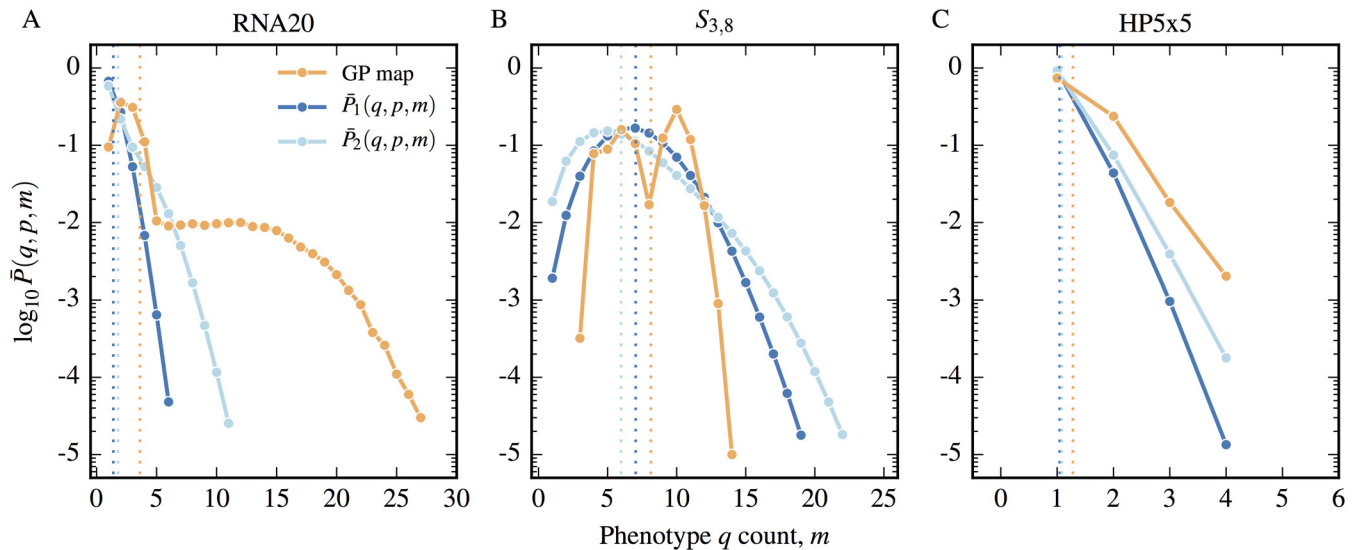 A RNA20
B S3,8
C HP5x5
GP map
P̄1(q, p, m)
P̄2(q, p, m)
log10 P̄(q, p, m)
0
-1
-2
-3
-4
-5
0 5 10 15 20 25 30
0
-1
-2
-3
-4
-5
0 5 10 15 20 25
0
-1
-2
-3
-4
-5
0 1 2 3 4 5 6
Phenotype q count, m